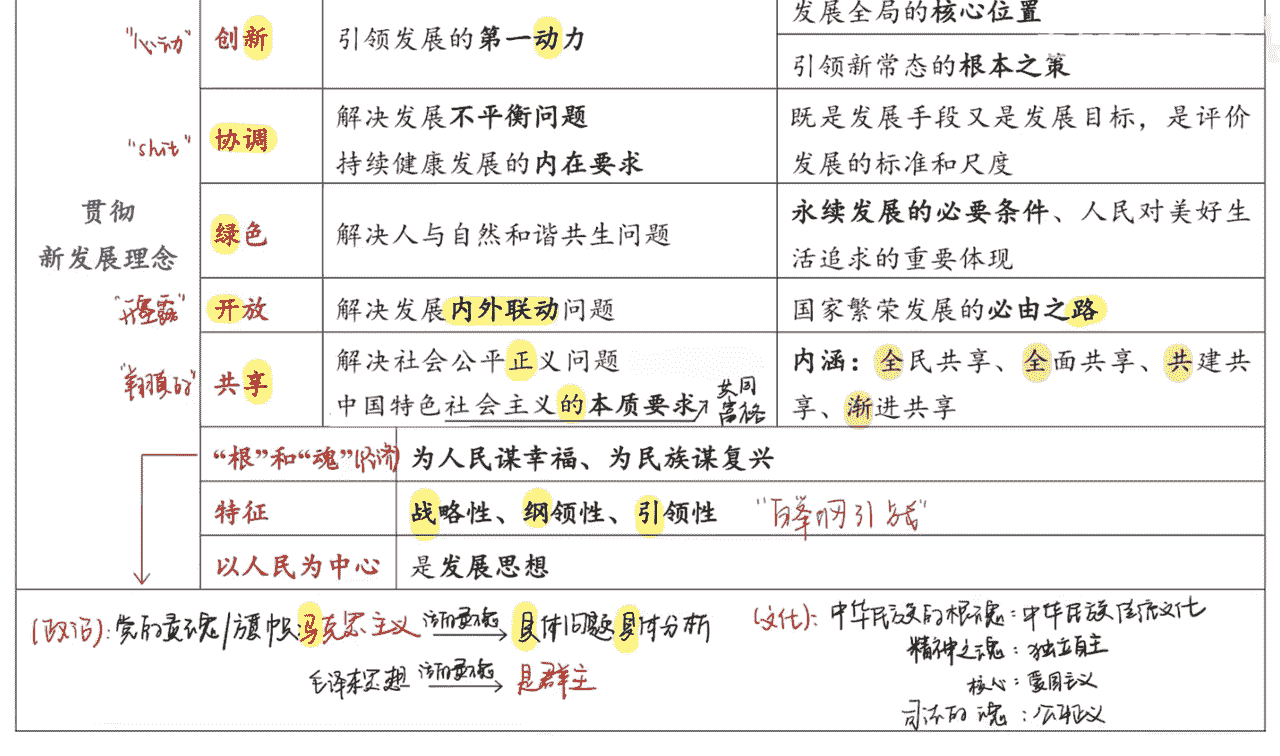 发展全局的核心位置
"心动"
创新
引领发展的第一动力
引领新常态的根本之策
"shit"
协调
解决发展不平衡问题
持续健康发展的内在要求
既是发展手段又是发展目标，是评价
发展的标准和尺度
贯彻
新发展理念
绿色
解决人与自然和谐共生问题
永续发展的必要条件、人民对美好生
活追求的重要体现
开放
解决发展内外联动问题
国家繁荣发展的必由之路
共享
解决社会公平正义问题
中国特色社会主义的本质要求
共同
富裕
内涵：全民共享、全面共享、共建共
享、渐进共享
"根"和"魂"(经济)
为人民谋幸福、为民族谋复兴
特征
战略性、纲领性、引领性
以人民为中心
是发展思想
(政治)：党的灵魂/旗帜：马克思主义 活的灵魂 具体问题具体分析
毛泽东思想 活的灵魂 是群主
(文化)：中华民族的根魂：中华民族传统文化
精神之魂：独立自主
核心：爱国主义
司法的魂：公平正义